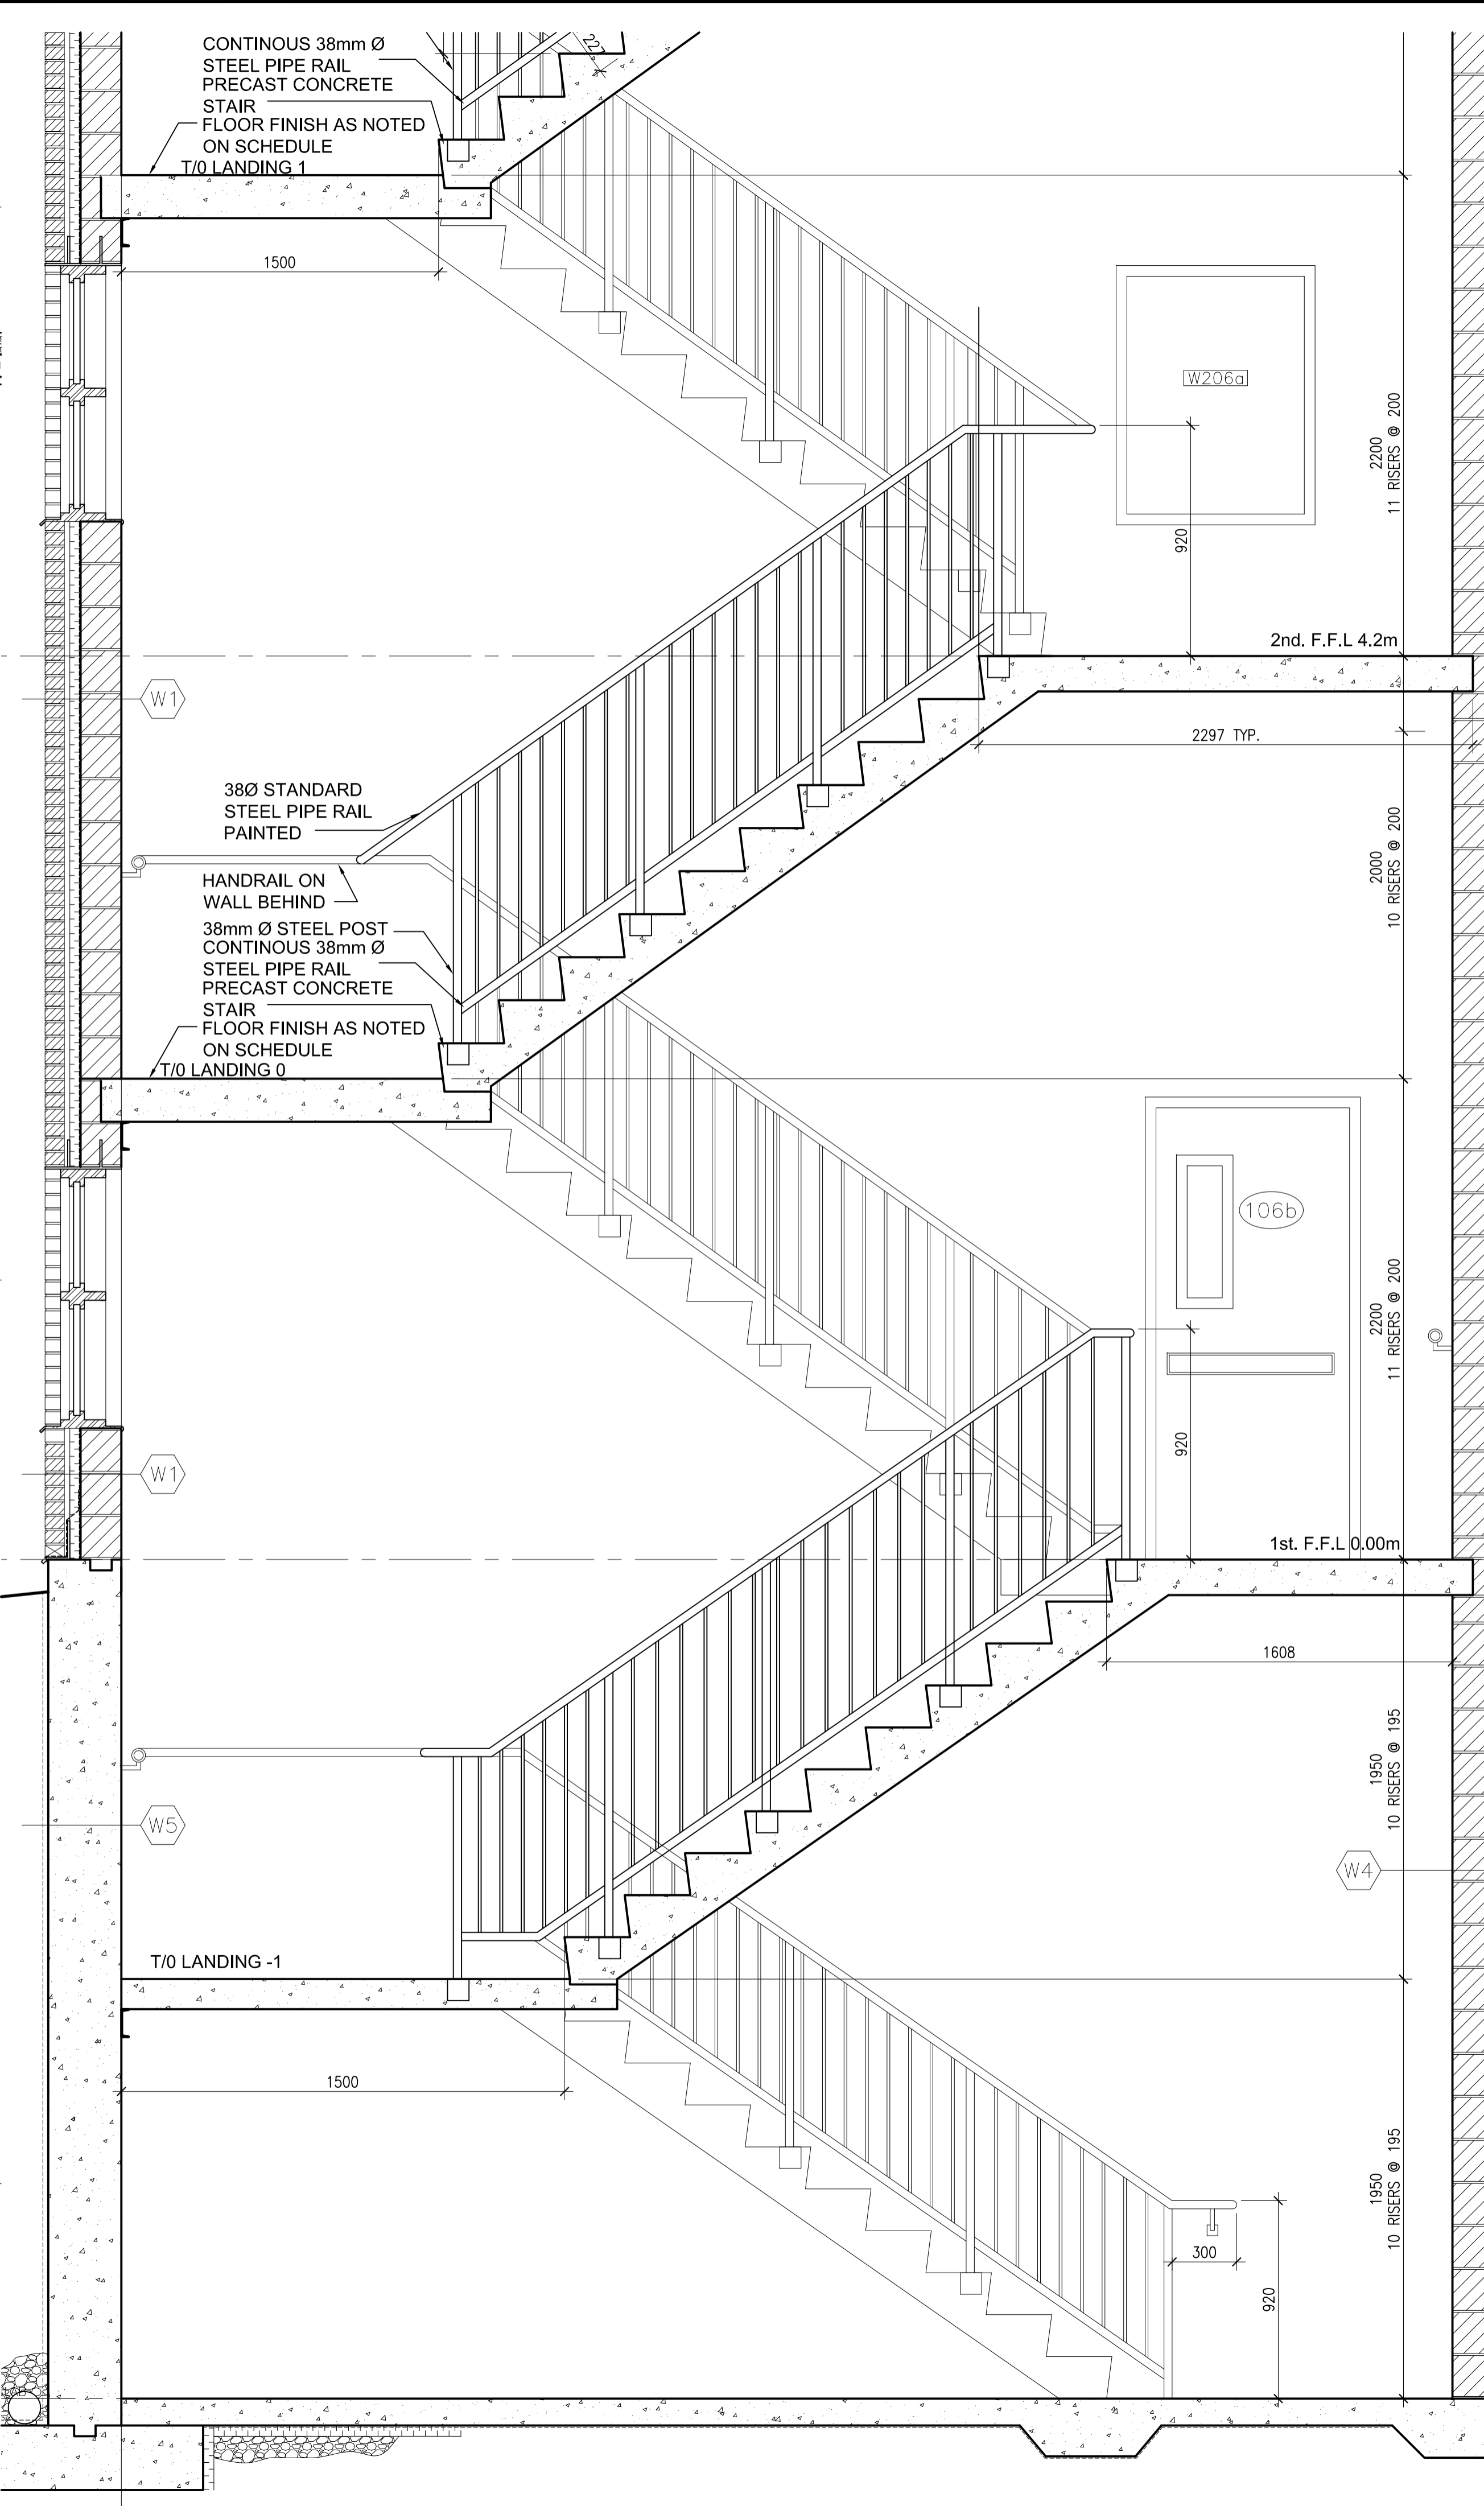 CONTINOUS 38mm Ø
STEEL PIPE RAIL
PRECAST CONCRETE
STAIR
FLOOR FINISH AS NOTED
ON SCHEDULE
T/0 LANDING 1
1500
W206a
2200
11 RISERS @ 200
920
2nd. F.F.L 4.2m
W1
2297 TYP.
38Ø STANDARD
STEEL PIPE RAIL
PAINTED
2000
10 RISERS @ 200
HANDRAIL ON
WALL BEHIND
38mm Ø STEEL POST
CONTINOUS 38mm Ø
STEEL PIPE RAIL
PRECAST CONCRETE
STAIR
FLOOR FINISH AS NOTED
ON SCHEDULE
T/0 LANDING 0
106b
2200
11 RISERS @ 200
920
W1
1st. F.F.L 0.00m
1608
1950
10 RISERS @ 195
W5
W4
T/0 LANDING -1
1500
1950
10 RISERS @ 195
300
920